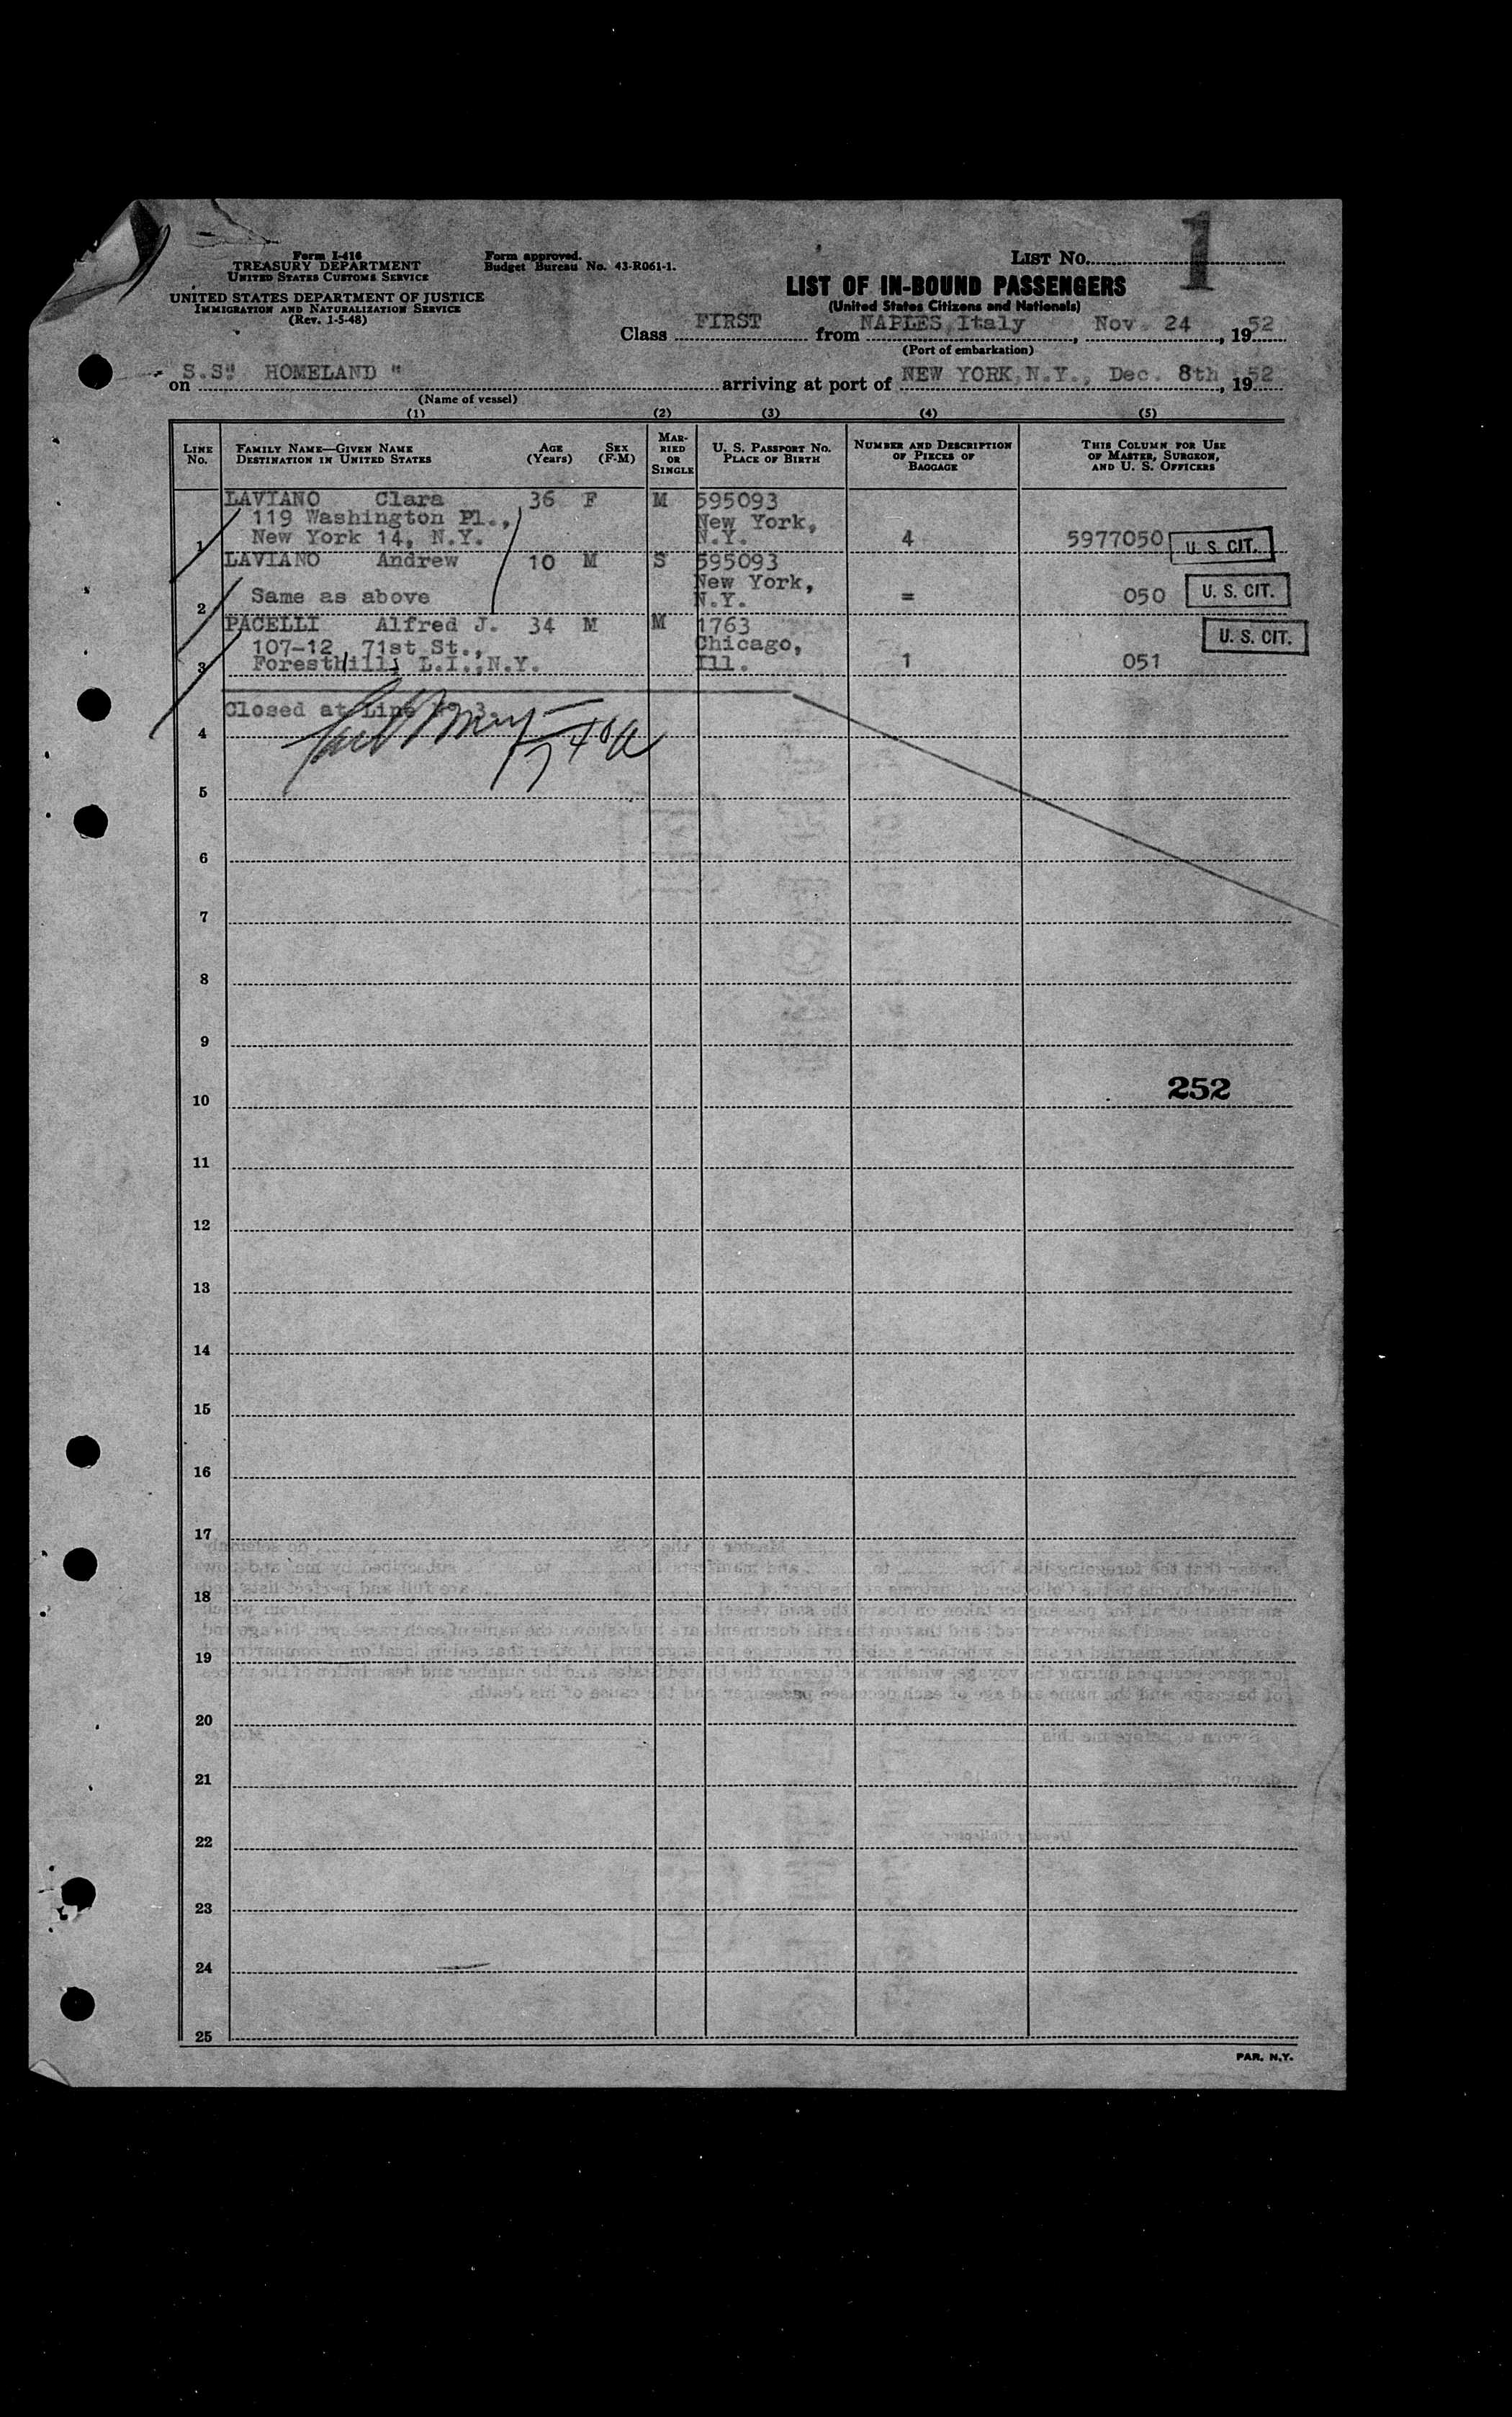 1
Form I-416
TREASURY DEPARTMENT
UNITED STATES CUSTOMS SERVICE
UNITED STATES DEPARTMENT OF JUSTICE
IMMIGRATION AND NATURALIZATION SERVICE
(Rev. 1-5-48)
Form approved.
Budget Bureau No. 43-R061-1.
LIST No.
LIST OF IN-BOUND PASSENGERS
(United States Citizens and Nationals)
Class FIRST from NAPLES, Italy, Nov. 24, 1952
(Port of embarkation)
on S.S" HOMELAND " arriving at port of NEW YORK, N.Y., Dec. 8th, 1952
(Name of vessel)
(1) (2) (3) (4) (5)
LINE No.
FAMILY NAME—GIVEN NAME
DESTINATION IN UNITED STATES
AGE (Years)
SEX (F-M)
MARRIED OR SINGLE
U. S. PASSPORT NO.
PLACE OF BIRTH
NUMBER AND DESCRIPTION OF PIECES OF BAGGAGE
THIS COLUMN FOR USE OF MASTER, SURGEON, AND U. S. OFFICERS
LAVIANO Clara 36 F M 595093
119 Washington Pl., New York,
1 New York 14, N.Y. N.Y. 4 5977050 U. S. CIT.
LAVIANO Andrew 10 M S 595093
New York,
2 Same as above N.Y. = 050 U. S. CIT.
PACELLI Alfred J. 34 M M 1763 U. S. CIT.
107-12, 71st St., Chicago,
3 Foresthills L.I.,N.Y. Ill. 1 051
Closed at Line No 3.
4
5
6
7
8
9
252
10
11
12
13
14
15
16
17
18
19
20
21
22
23
24
25
PAR. N.Y.